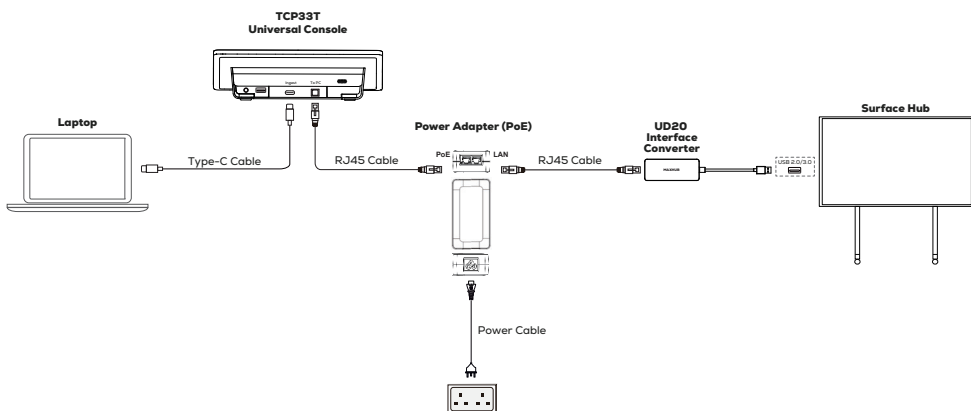 TCP33T
Universal Console
Ingest
To PC
Laptop
Type-C Cable
RJ45 Cable
Power Adapter (PoE)
PoE
LAN
RJ45 Cable
UD20
Interface
Converter
MAXHUB
USB 2.0/3.0
Surface Hub
Power Cable